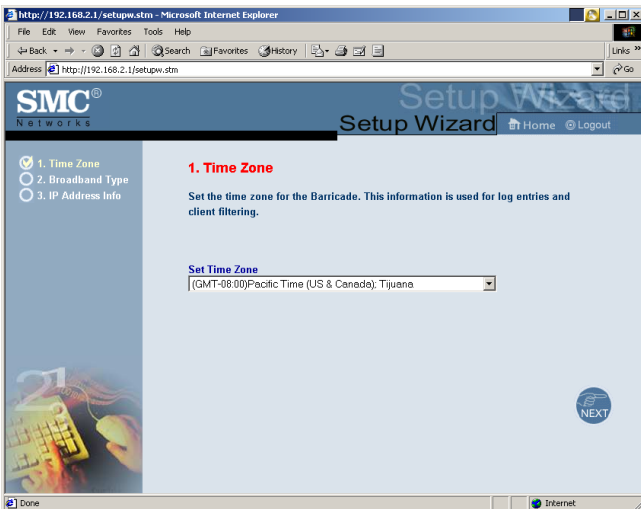 http://192.168.2.1/setupw.stm - Microsoft Internet Explorer
File Edit View Favorites Tools Help
Back Search Favorites History Links »
Address http://192.168.2.1/setupw.stm Go
SMC®
Networks
Setup Wizard
Setup Wizard
Home Logout
1. Time Zone
2. Broadband Type
3. IP Address Info
1. Time Zone
Set the time zone for the Barricade. This information is used for log entries and
client filtering.
Set Time Zone
(GMT-08:00)Pacific Time (US & Canada); Tijuana
NEXT
Done
Internet